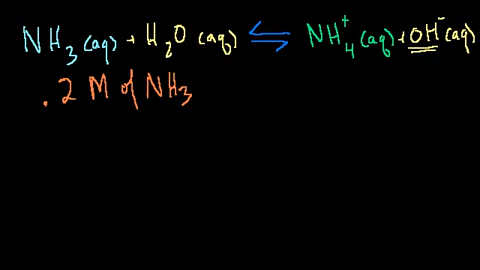 NH₃(aq) + H₂O (aq) ⇌ NH₄⁺(aq) + OH⁻(aq)
.2 M of NH₃